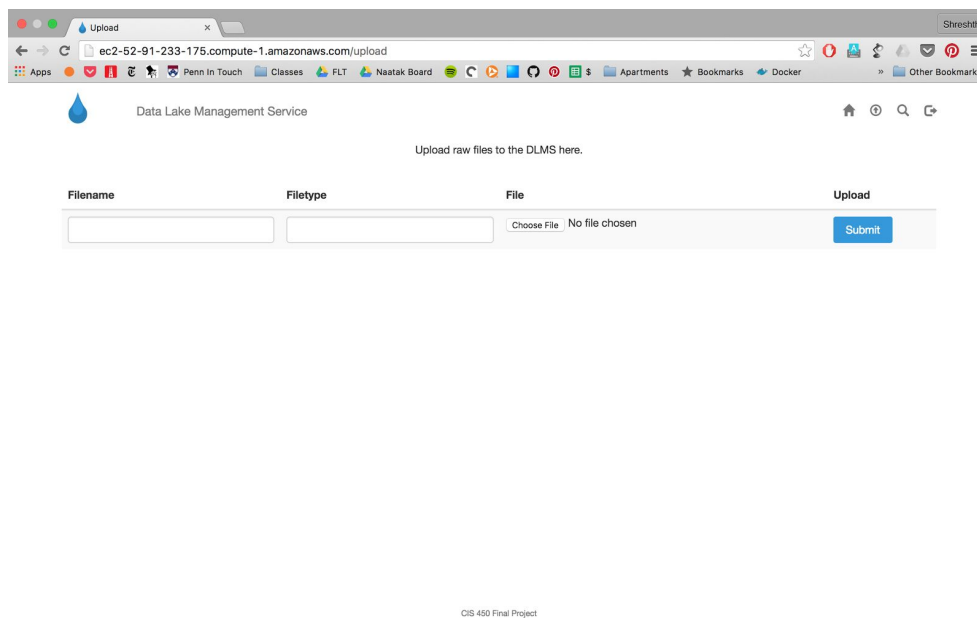 Upload
Shreshth
ec2-52-91-233-175.compute-1.amazonaws.com/upload
Apps Penn In Touch Classes FLT Naatak Board $ Apartments Bookmarks Docker » Other Bookmark
Data Lake Management Service
Upload raw files to the DLMS here.
Filename Filetype File Upload
Choose File No file chosen Submit
CIS 450 Final Project